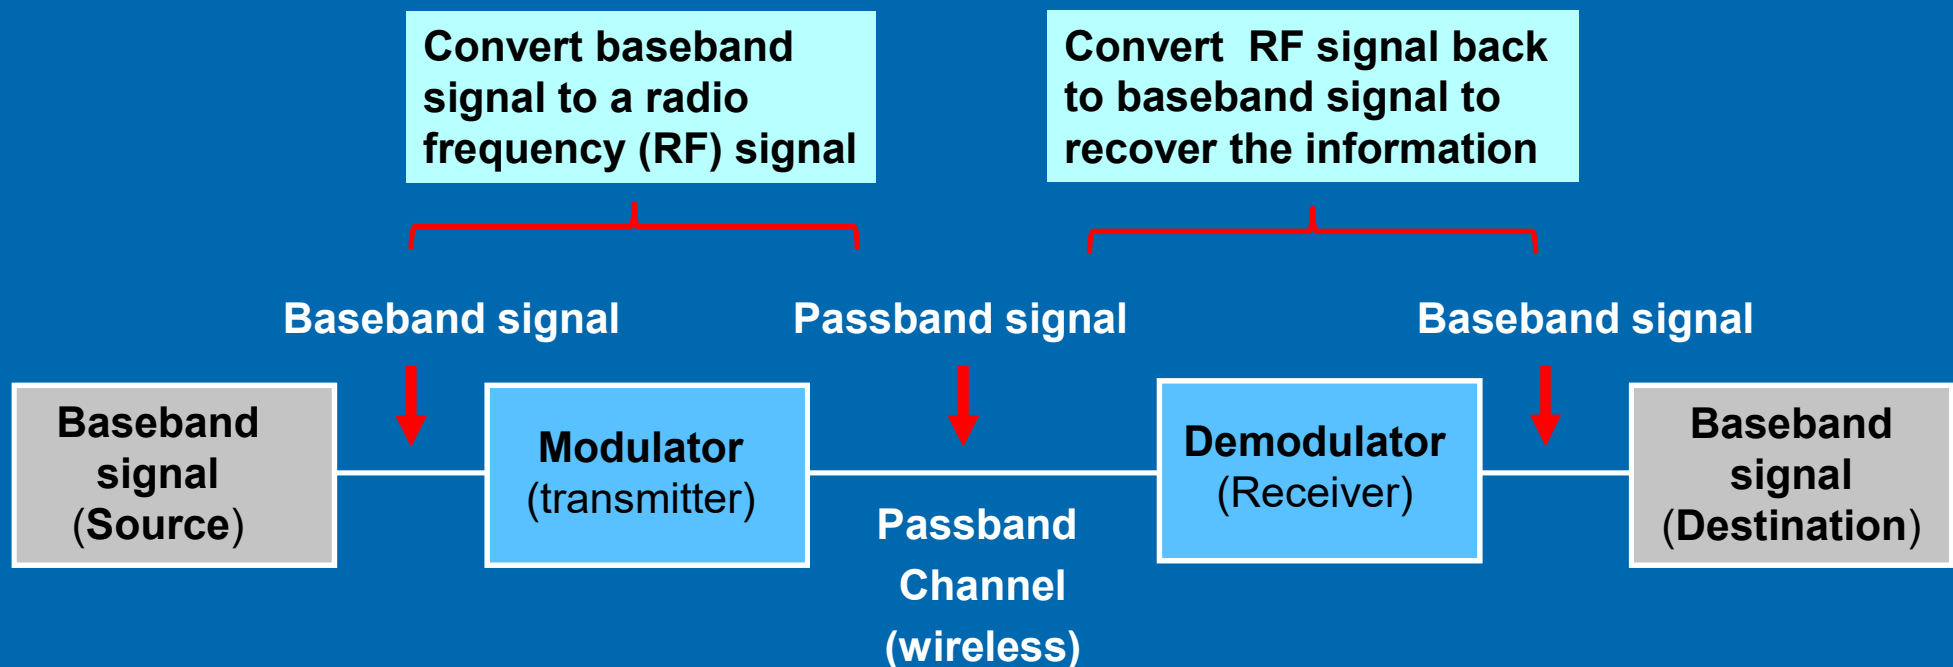 Convert baseband
signal to a radio
frequency (RF) signal
Convert RF signal back
to baseband signal to
recover the information
Baseband signal
Passband signal
Baseband signal
Baseband
signal
(Source)
Modulator
(transmitter)
Passband
Channel
(wireless)
Demodulator
(Receiver)
Baseband
signal
(Destination)